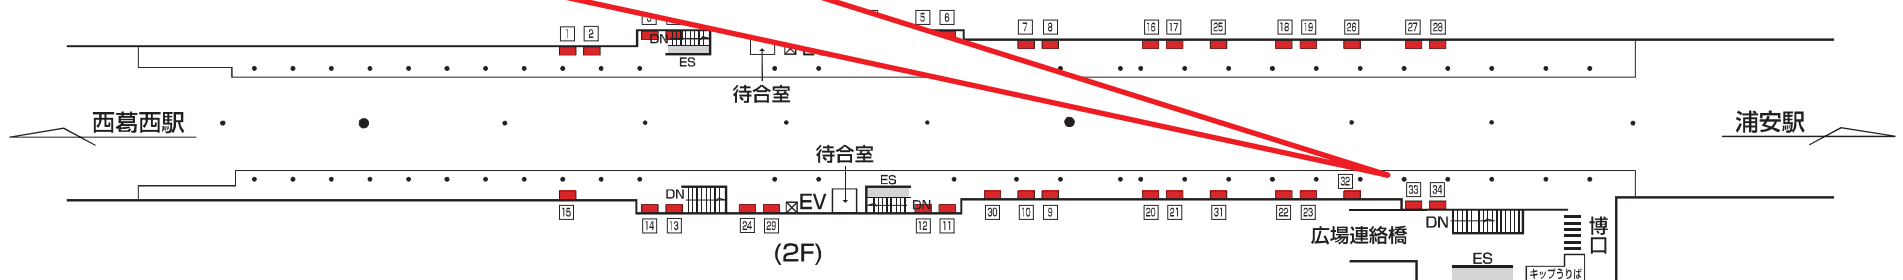 5 6
1 2
7 8
16 17
25
18 19
26
27 28
DN
ES
待合室
西葛西駅
浦安駅
待合室
ES
32
DN
EV
DN
33 34
15
14 13
24 29
12 11
30
10 9
20 21
31
22 23
広場連絡橋
DN
博口
(2F)
ES
キップうりば